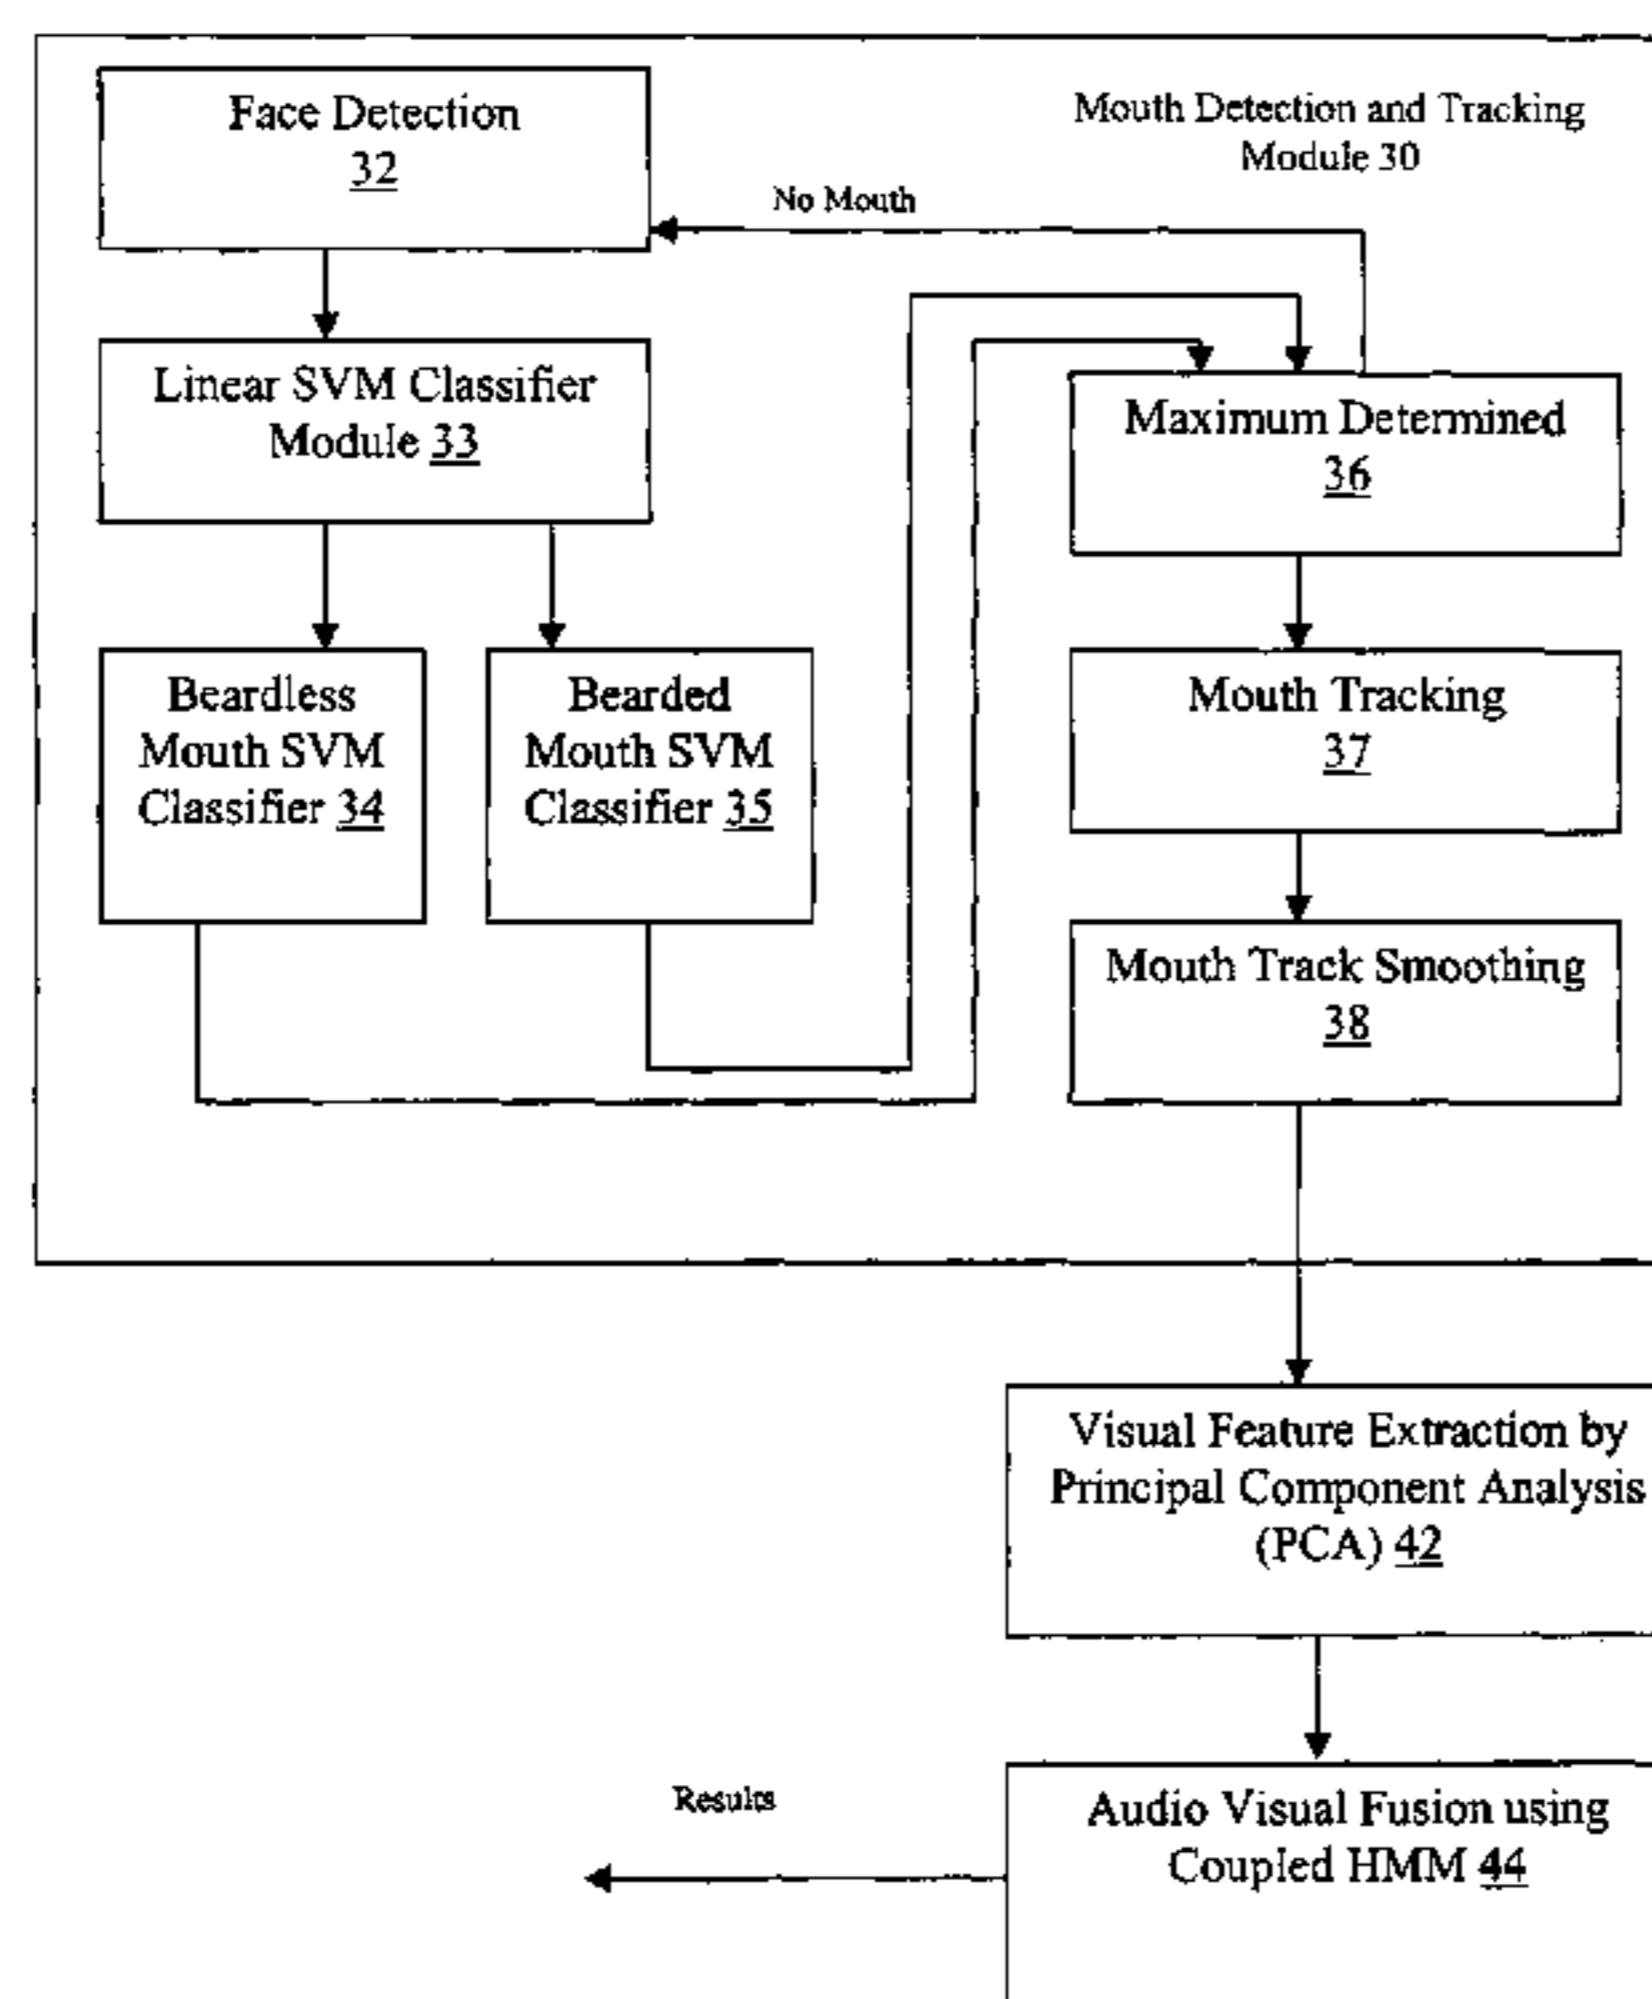 Face Detection
32
Mouth Detection and Tracking
Module 30
No Mouth
Linear SVM Classifier
Module 33
Maximum Determined
36
Beardless
Mouth SVM
Classifier 34
Bearded
Mouth SVM
Classifier 35
Mouth Tracking
37
Mouth Track Smoothing
38
Visual Feature Extraction by
Principal Component Analysis
(PCA) 42
Results
Audio Visual Fusion using
Coupled HMM 44